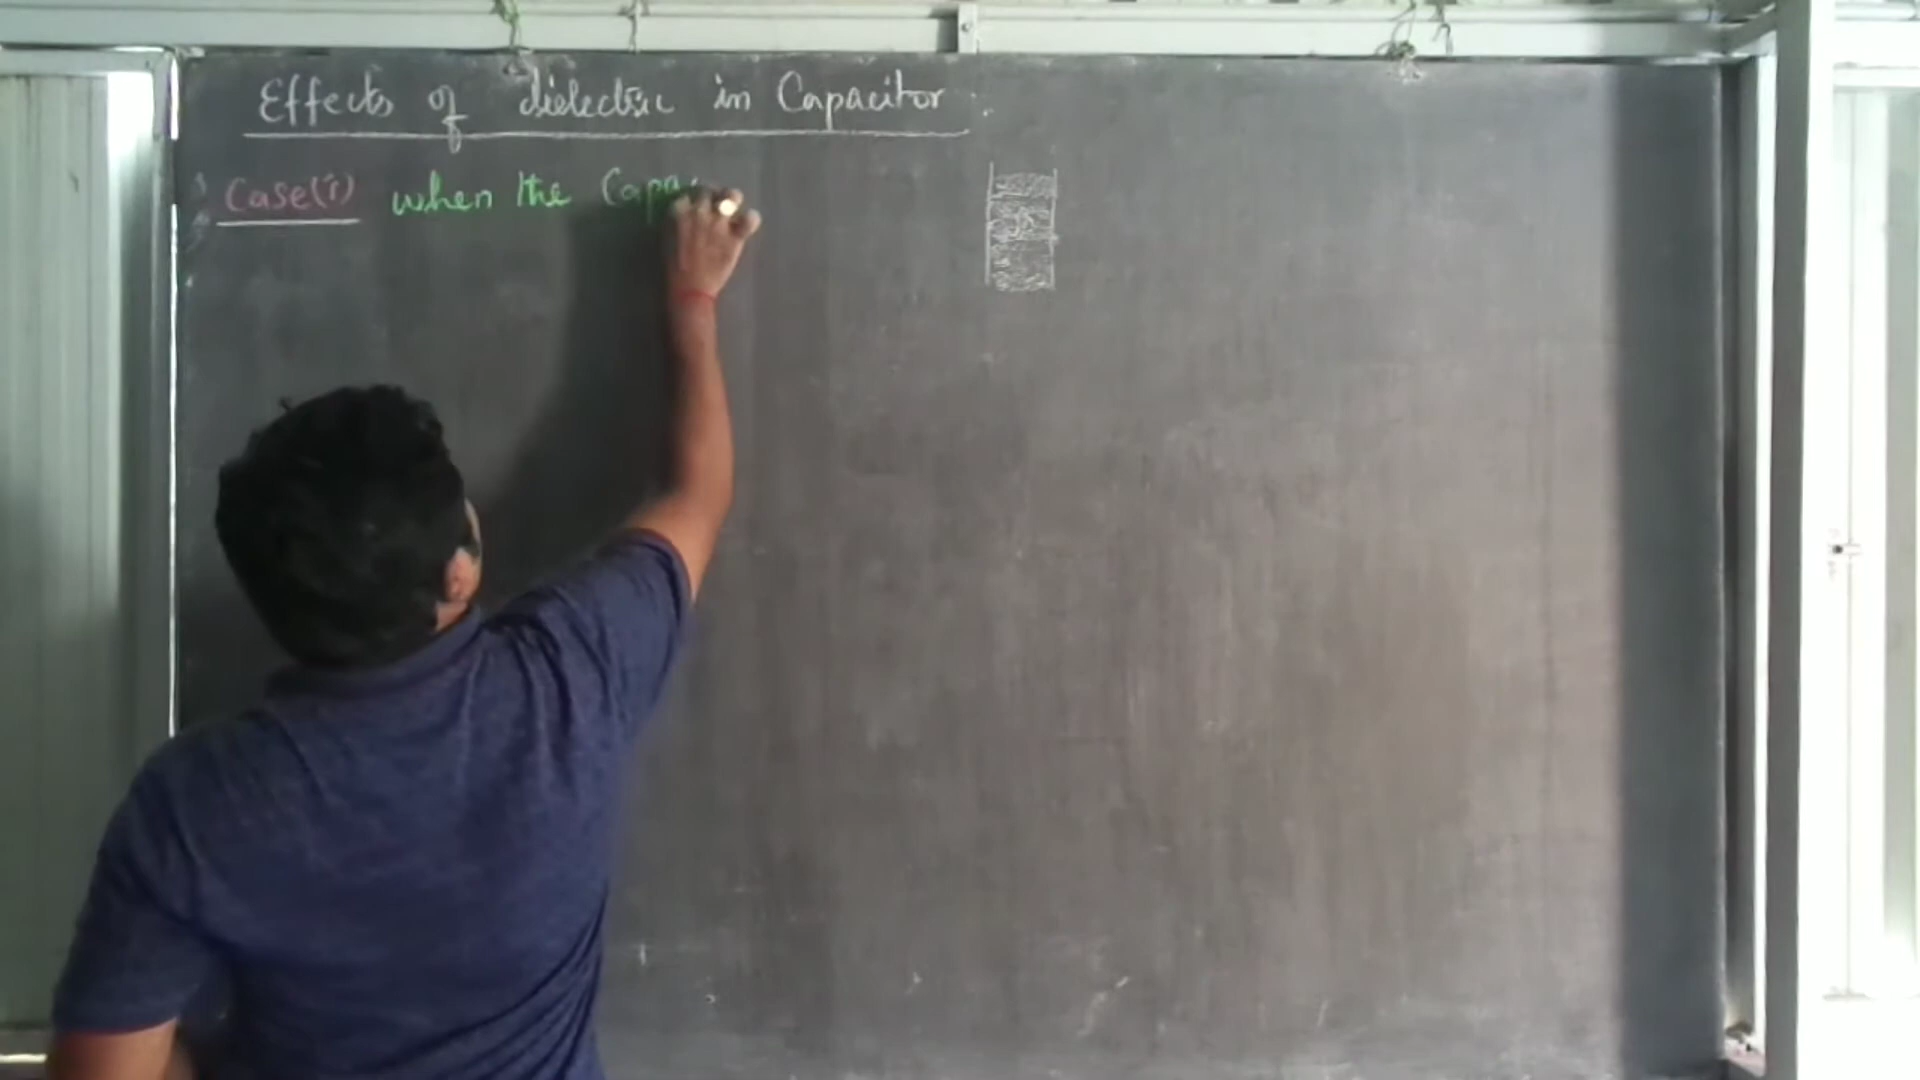 Effects of dielectric in Capacitor.
Case(i) when the Capa